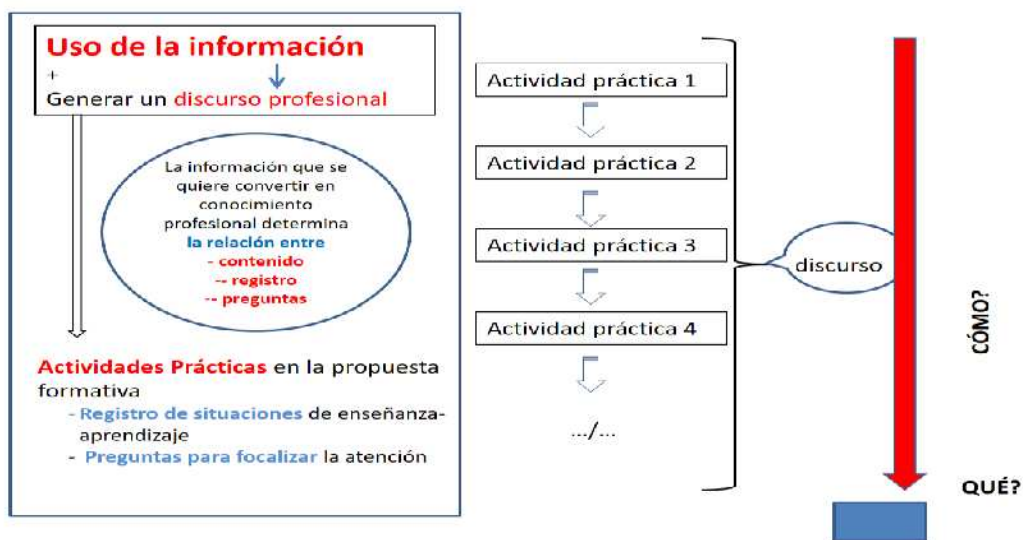 Uso de la información
+
Generar un discurso profesional
La información que se
quiere convertir en
conocimiento
profesional determina
la relación entre
- contenido
-- registro
-- preguntas
Actividades Prácticas en la propuesta
formativa
- Registro de situaciones de enseñanza-
aprendizaje
- Preguntas para focalizar la atención
Actividad práctica 1
Actividad práctica 2
Actividad práctica 3
Actividad práctica 4
.../...
discurso
CÓMO?
QUÉ?